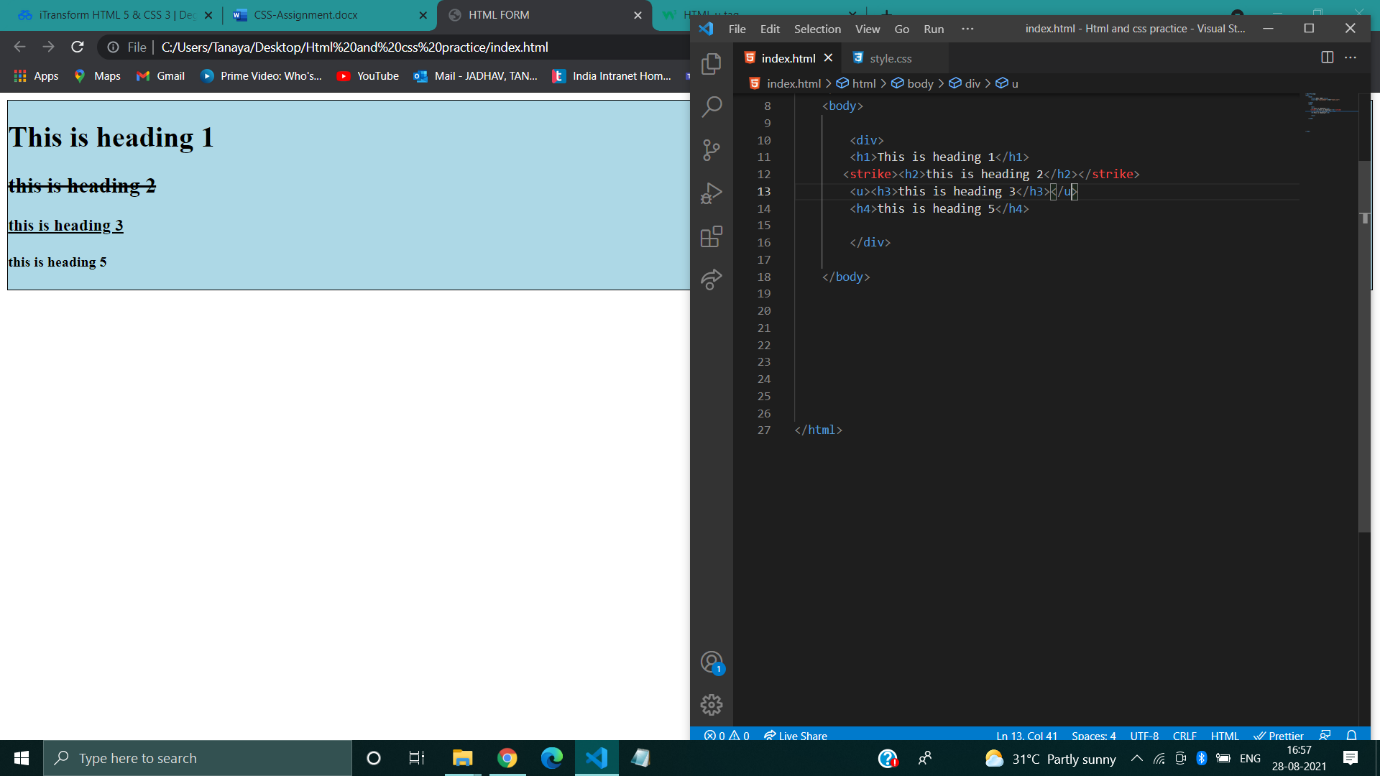 iTransform HTML 5 & CSS 3 | De
CSS-Assignment.docx
HTML FORM
HTML u tag
File | C:/Users/Tanaya/Desktop/Html%20and%20css%20practice/index.html
Apps Maps Gmail Prime Video: Who's... YouTube Mail - JADHAV, TAN... India Intranet Hom...
This is heading 1
this is heading 2
this is heading 3
this is heading 5
File Edit Selection View Go Run ··· index.html - Html and css practice - Visual St...
index.html style.css
index.html > html > body > div > u
8 <body>
9
10 <div>
11 <h1>This is heading 1</h1>
12 <strike><h2>this is heading 2</h2></strike>
13 <u><h3>this is heading 3</h3></u>
14 <h4>this is heading 5</h4>
15
16 </div>
17
18 </body>
19
20
21
22
23
24
25
26
27 </html>
1
0 0 Live Share Ln 13, Col 41 Spaces: 4 UTF-8 CRLF HTML Prettier
Type here to search
31°C Partly sunny ENG
16:57
28-08-2021